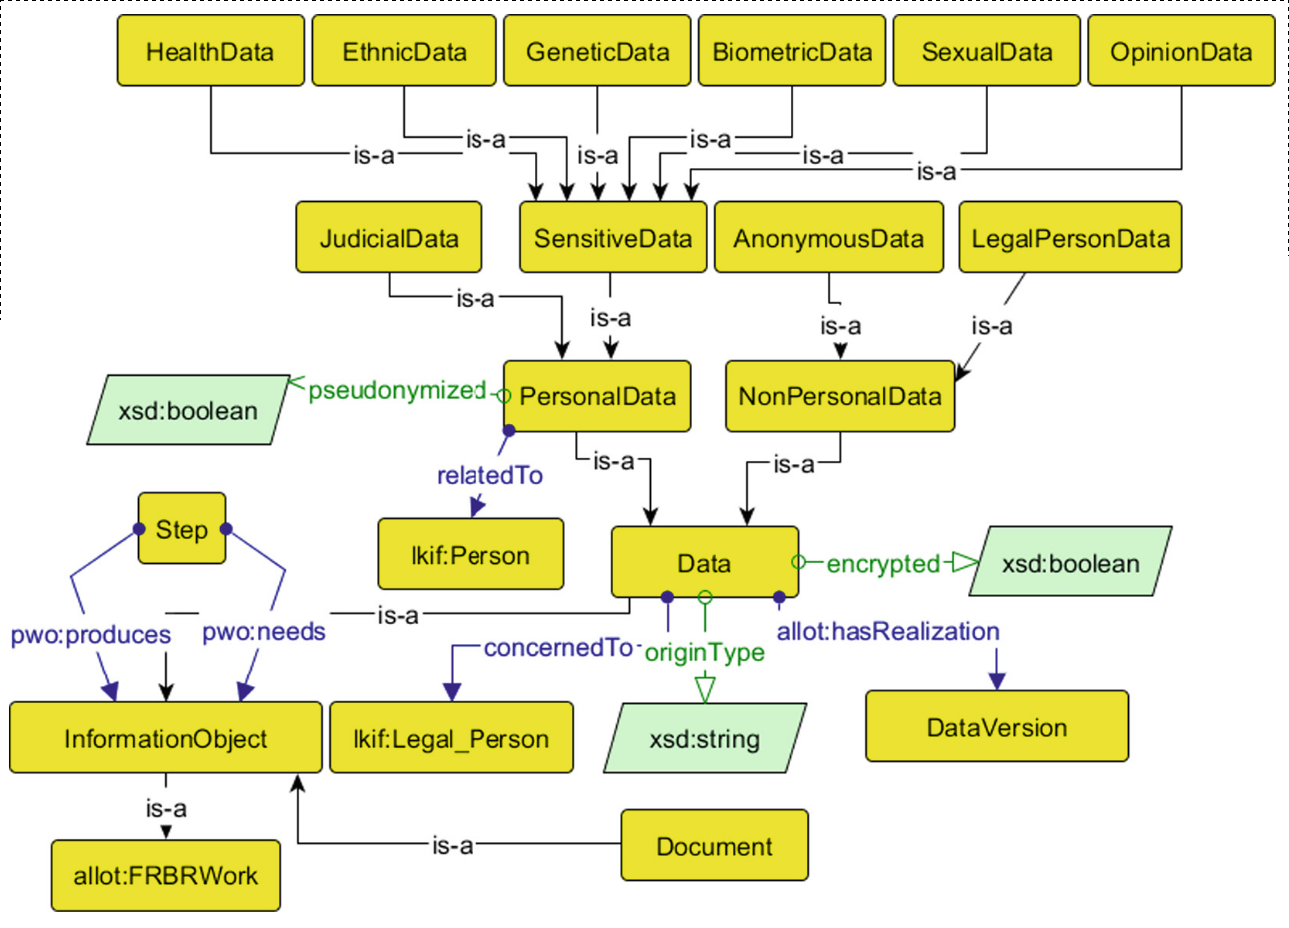 HealthData
EthnicData
GeneticData
BiometricData
SexualData
OpinionData
is-a
is-a
is-a
is-a
is-a
is-a
JudicialData
SensitiveData
AnonymousData
LegalPersonData
is-a
is-a
is-a
is-a
xsd:boolean
pseudonymized
PersonalData
NonPersonalData
relatedTo
is-a
is-a
Step
lkif:Person
Data
encrypted
xsd:boolean
is-a
pwo:produces
pwo:needs
concernedTo
originType
allot:hasRealization
InformationObject
lkif:Legal_Person
xsd:string
DataVersion
is-a
is-a
Document
allot:FRBRWork